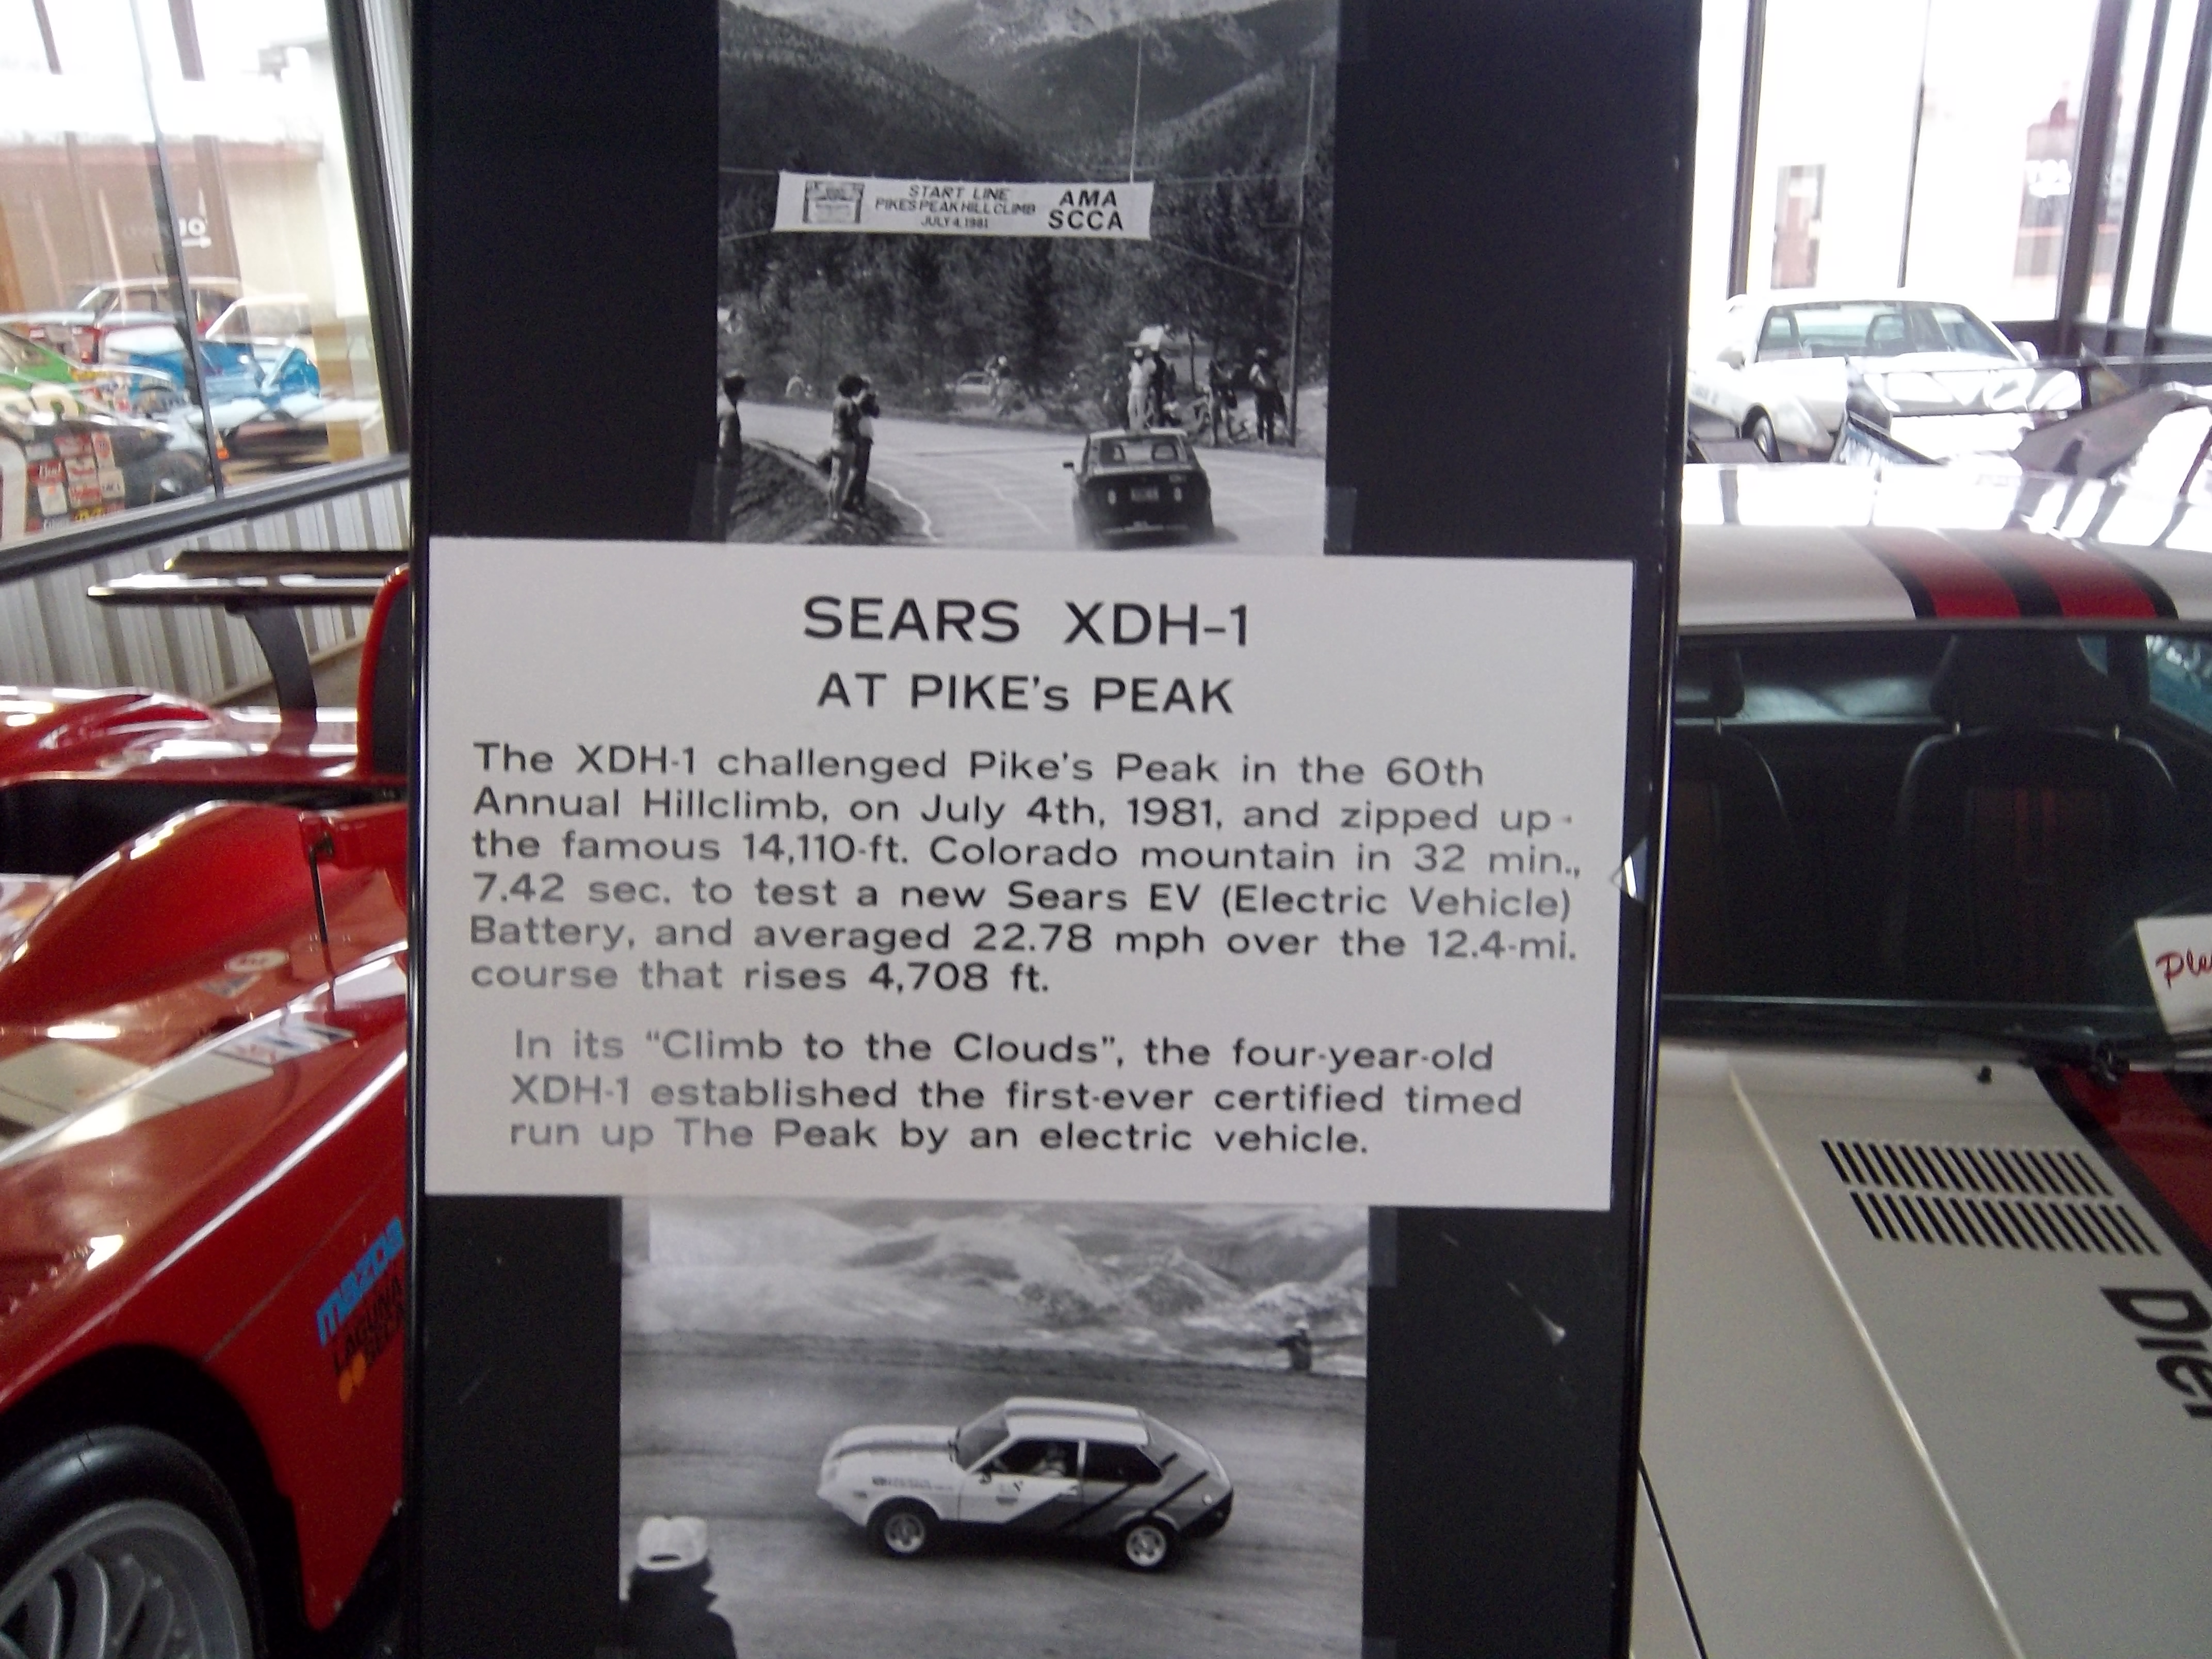 START LINE
PIKES PEAK HILL CLIMB
JULY 4, 1981
AMA
SCCA
SEARS XDH-1
AT PIKE's PEAK
The XDH-1 challenged Pike's Peak in the 60th
Annual Hillclimb, on July 4th, 1981, and zipped up
the famous 14,110-ft. Colorado mountain in 32 min.,
7.42 sec. to test a new Sears EV (Electric Vehicle)
Battery, and averaged 22.78 mph over the 12.4-mi.
course that rises 4,708 ft.
In its “Climb to the Clouds”, the four-year-old
XDH-1 established the first-ever certified timed
run up The Peak by an electric vehicle.
mazda
LAGUNA